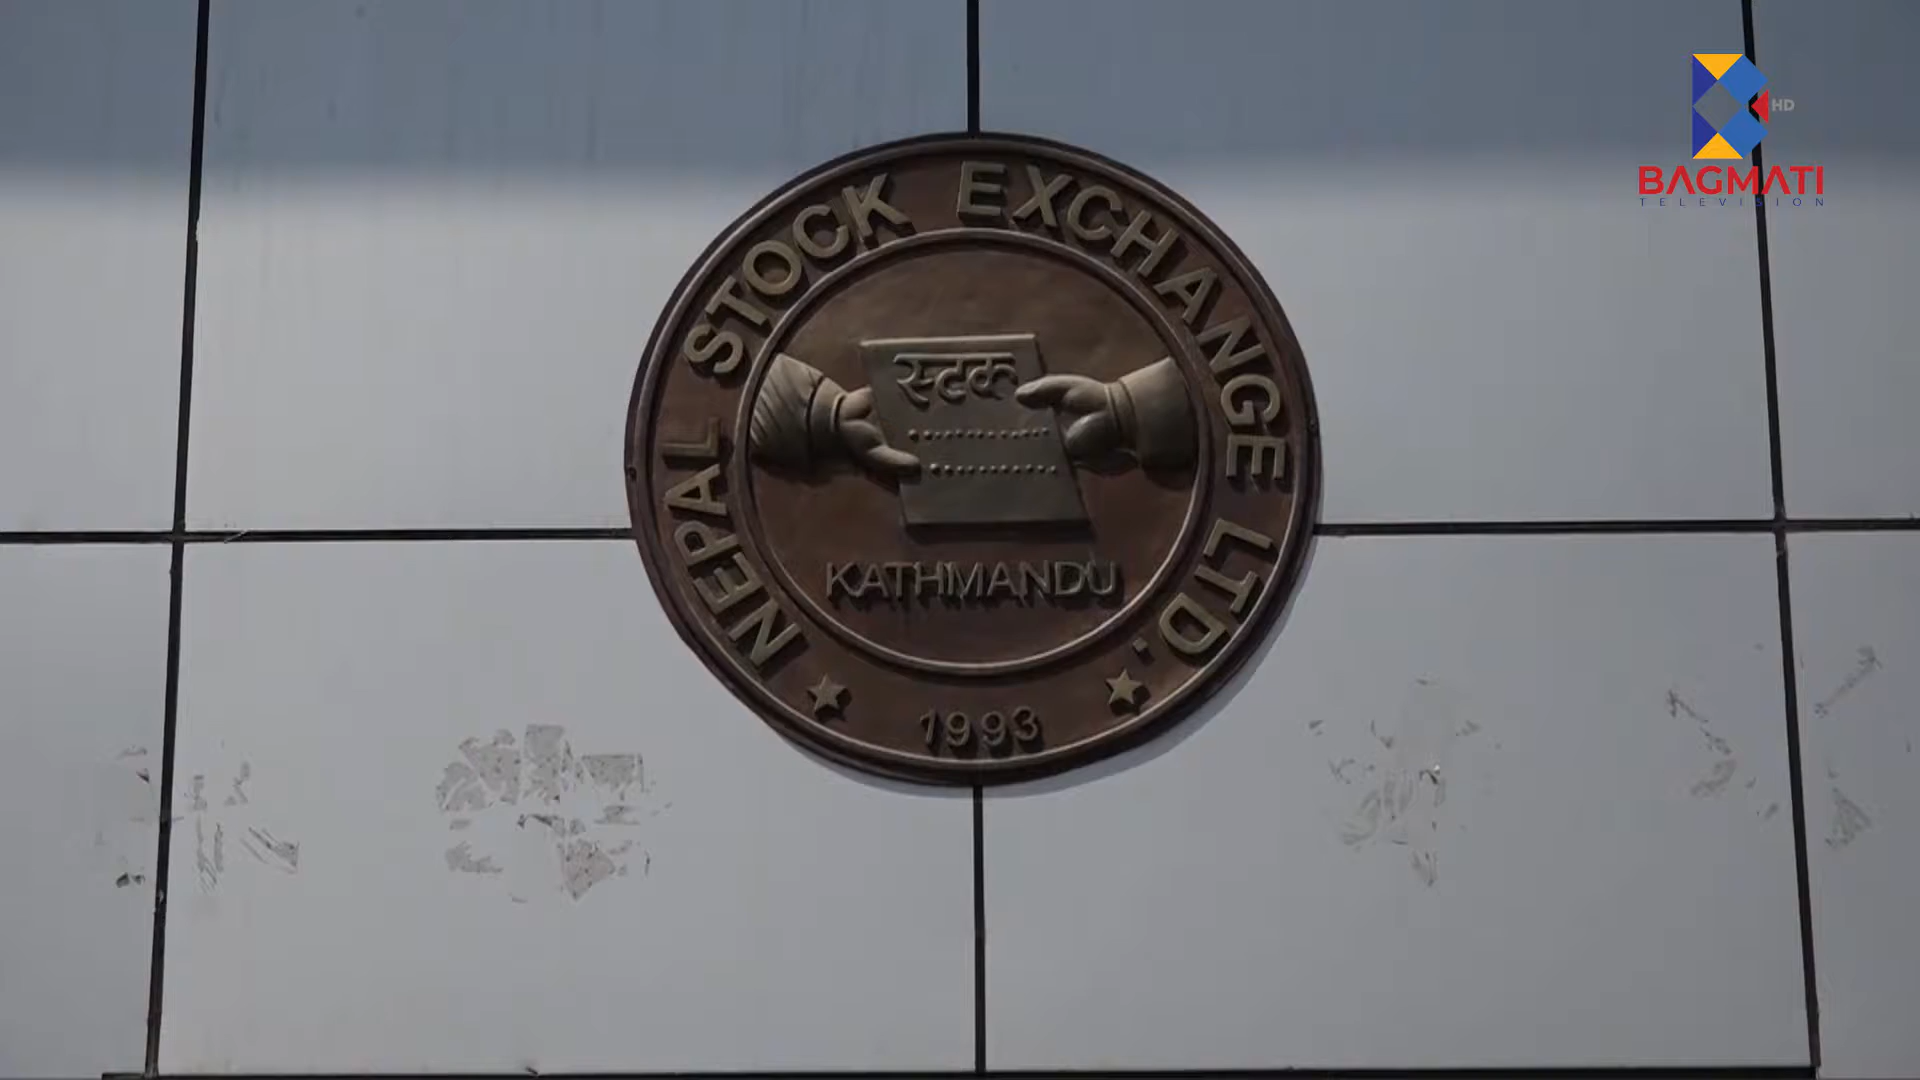 NEPAL STOCK EXCHANGE LTD.
स्टक
KATHMANDU
1993
HD
BAGMATI
TELEVISION